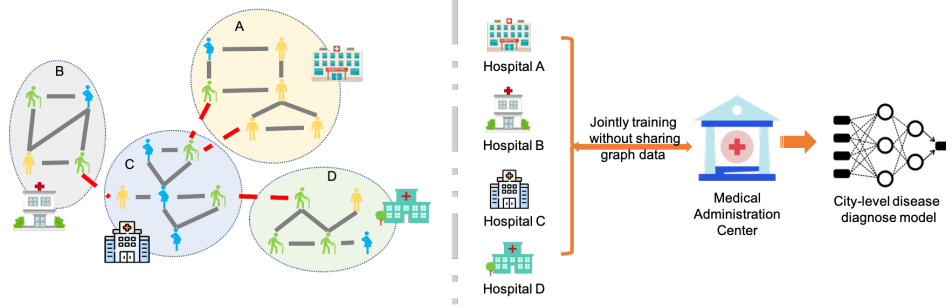 A
B
C
D
Hospital A
Hospital B
Hospital C
Hospital D
Jointly training
without sharing
graph data
Medical
Administration
Center
City-level disease
diagnose model